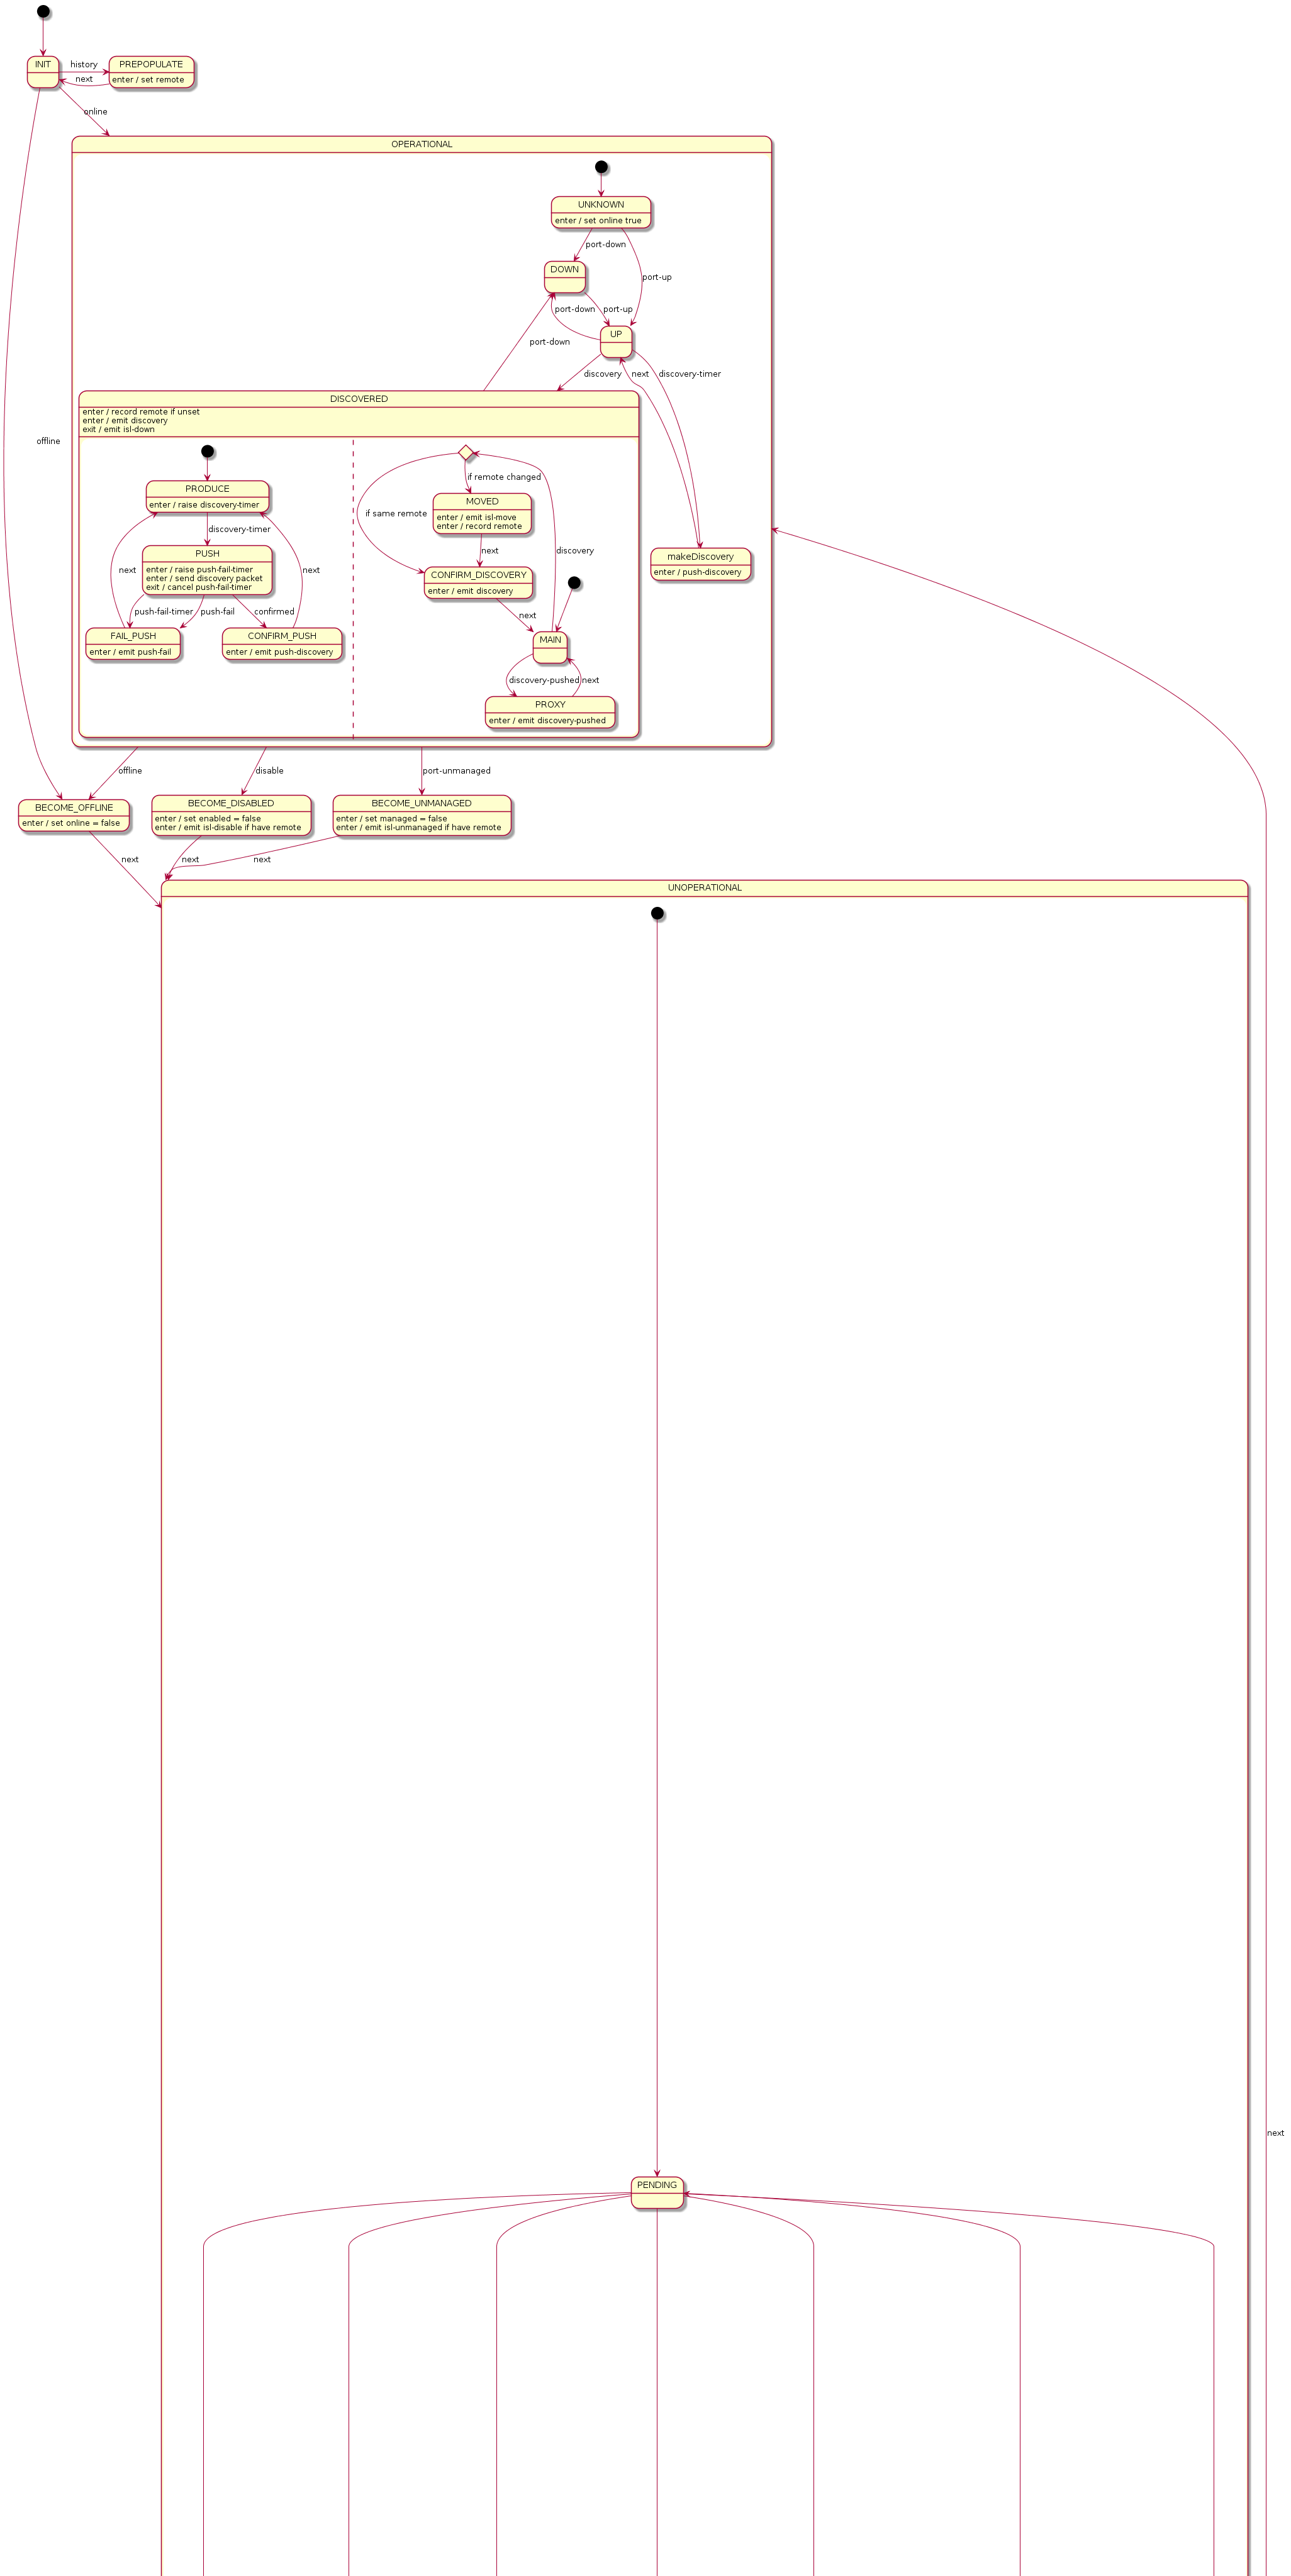 INIT
history
PREPOPULATE
enter / set remote
next
online
OPERATIONAL
UNKNOWN
enter / set online true
port-down
DOWN
port-up
port-down
port-up
UP
port-down
discovery
next
discovery-timer
offline
DISCOVERED
enter / record remote if unset
enter / emit discovery
exit / emit isl-down
PRODUCE
enter / raise discovery-timer
discovery-timer
PUSH
enter / raise push-fail-timer
enter / send discovery packet
exit / cancel push-fail-timer
next
next
push-fail-timer
push-fail
confirmed
FAIL_PUSH
enter / emit push-fail
CONFIRM_PUSH
enter / emit push-discovery
if remote changed
MOVED
enter / emit isl-move
enter / record remote
if same remote
next
discovery
CONFIRM_DISCOVERY
enter / emit discovery
next
MAIN
discovery-pushed
next
PROXY
enter / emit discovery-pushed
makeDiscovery
enter / push-discovery
offline
disable
port-unmanaged
BECOME_OFFLINE
enter / set online = false
BECOME_DISABLED
enter / set enabled = false
enter / emit isl-disable if have remote
BECOME_UNMANAGED
enter / set managed = false
enter / emit isl-unmanaged if have remote
next
next
next
UNOPERATIONAL
next
PENDING